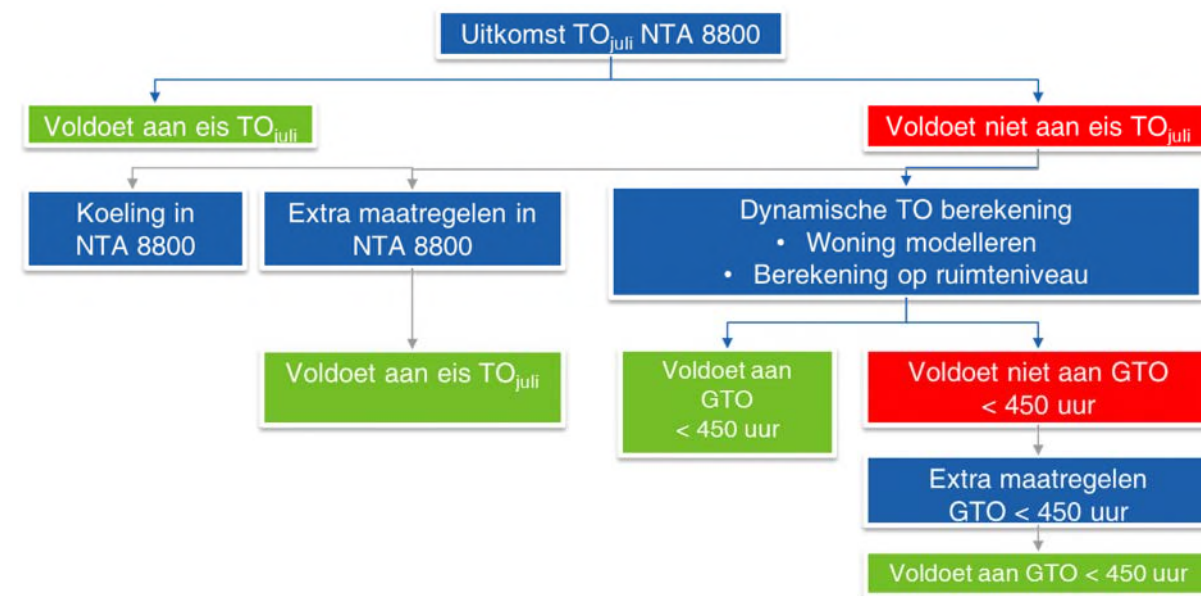 Uitkomst TOjuli NTA 8800
Voldoet aan eis TOjuli
Voldoet niet aan eis TOjuli
Koeling in
NTA 8800
Extra maatregelen in
NTA 8800
Dynamische TO berekening
• Woning modelleren
• Berekening op ruimteniveau
Voldoet aan eis TOjuli
Voldoet aan
GTO
< 450 uur
Voldoet niet aan GTO
< 450 uur
Extra maatregelen
GTO < 450 uur
Voldoet aan GTO < 450 uur